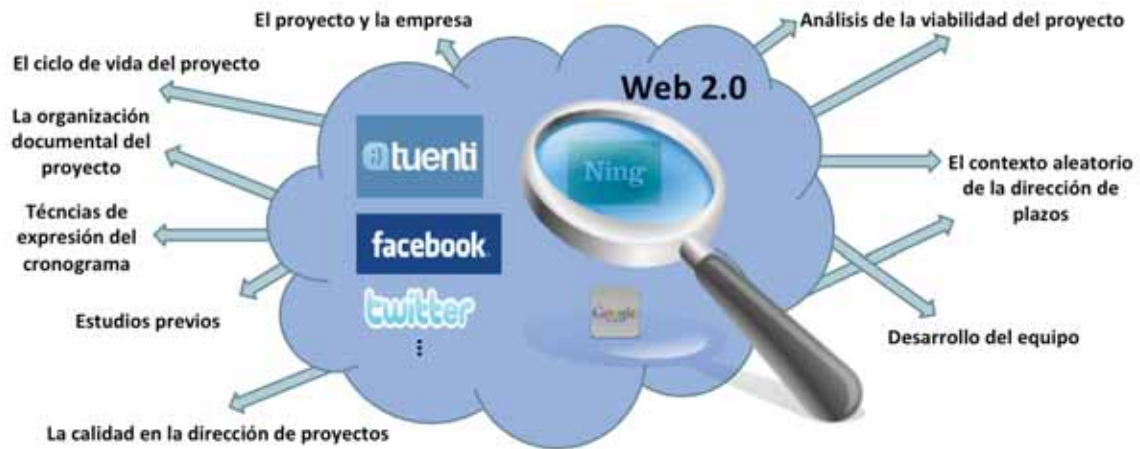 El proyecto y la empresa
Análisis de la viabilidad del proyecto
El ciclo de vida del proyecto
Web 2.0
La organización
documental del
proyecto
tuenti
Ning
El contexto aleatorio
de la dirección de
plazos
Técncias de
expresión del
cronograma
facebook
twitter
Google
Estudios previos
Desarrollo del equipo
La calidad en la dirección de proyectos